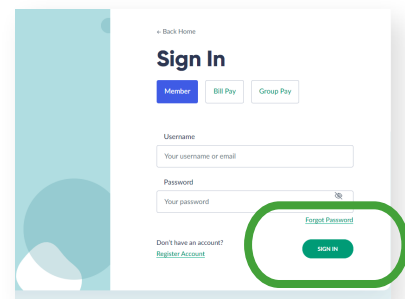 ← Back Home
Sign In
Member Bill Pay Group Pay
Username
Your username or email
Password
Your password
Forgot Password
Don't have an account?
Register Account
SIGN IN